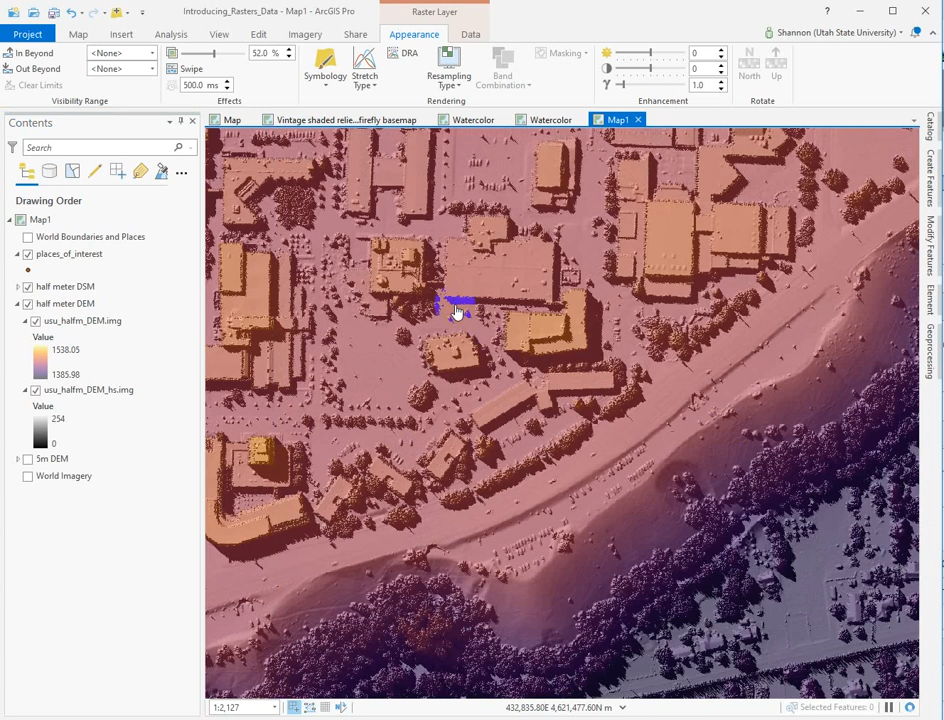 Introducing_Rasters_Data - Map1 - ArcGIS Pro
Raster Layer
?
Project
Map
Insert
Analysis
View
Edit
Imagery
Share
Appearance
Data
Shannon (Utah State University)
In Beyond
<None>
Out Beyond
<None>
Clear Limits
Visibility Range
52.0 %
Swipe
500.0 ms
Effects
Symbology
Stretch
Type
DRA
Resampling
Type
Band
Combination
Masking
Rendering
0
0
1.0
Enhancement
North
Up
Rotate
Contents
Search
Drawing Order
Map1
World Boundaries and Places
places_of_interest
half meter DSM
half meter DEM
usu_halfm_DEM.img
Value
1538.05
1385.98
usu_halfm_DEM_hs.img
Value
254
0
5m DEM
World Imagery
Map
Vintage shaded relie...firefly basemap
Watercolor
Watercolor
Map1
Catalog
Create Features
Modify Features
Element
Geoprocessing
1:2,127
432,835.80E 4,621,477.60N m
Selected Features: 0